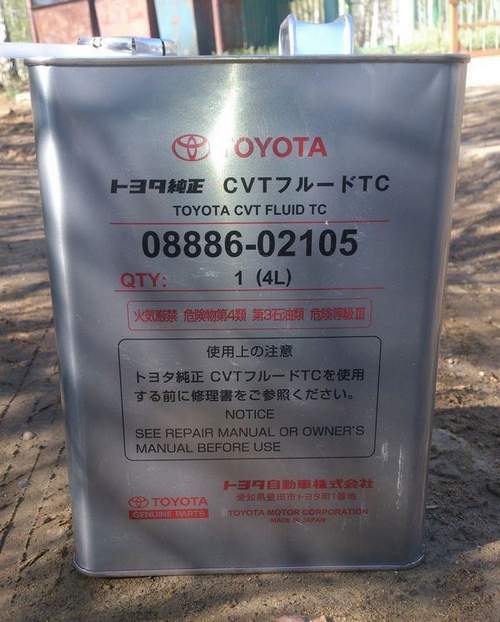 TOYOTA
トヨタ純正 CVTフルードTC
TOYOTA CVT FLUID TC
08886-02105
QTY: 1 (4L)
火気厳禁 危険物第4類 第3石油類 危険等級Ⅲ
使用上の注意
トヨタ純正 CVTフルードTCを使用
する前に修理書をご参照ください。
NOTICE
SEE REPAIR MANUAL OR OWNER'S
MANUAL BEFORE USE
トヨタ自動車株式会社
愛知県豊田市トヨタ町1番地
TOYOTA
GENUINE PARTS
TOYOTA MOTOR CORPORATION
MADE IN JAPAN